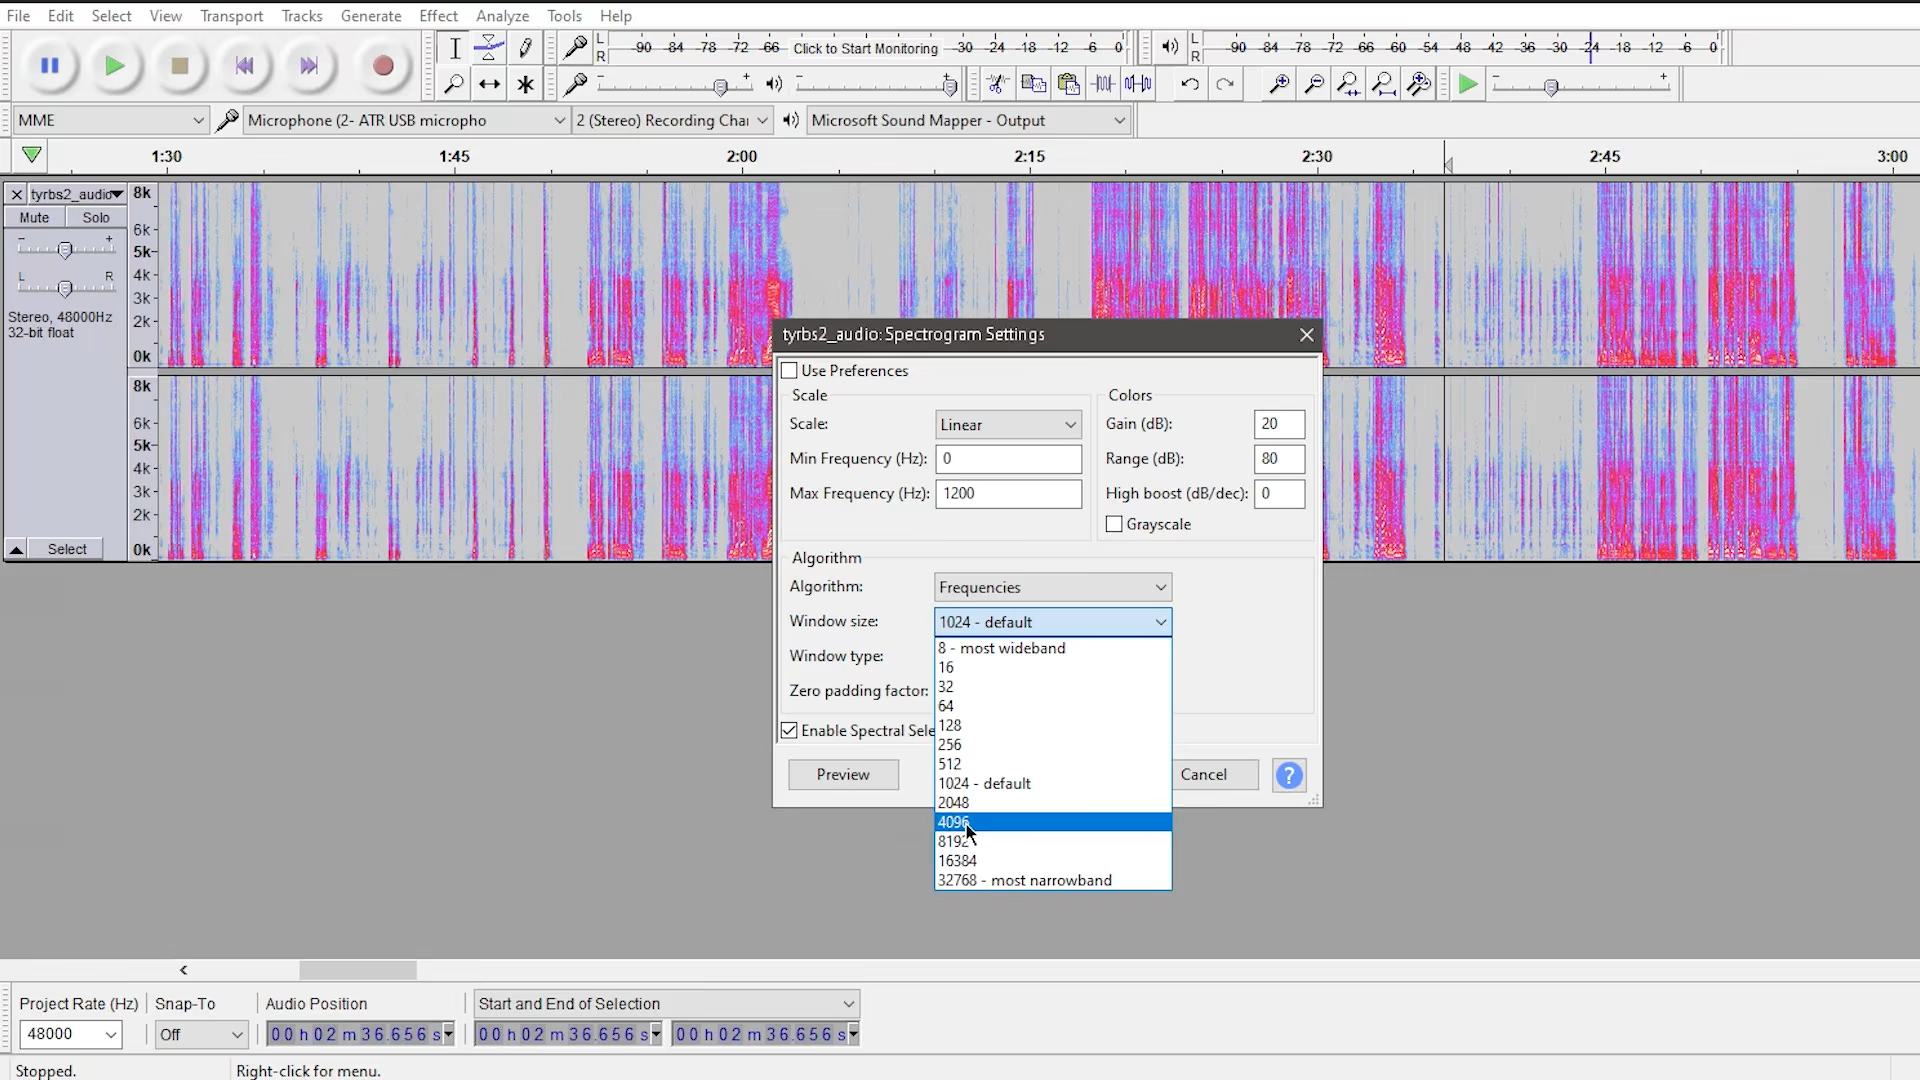 File Edit Select View Transport Tracks Generate Effect Analyze Tools Help
L R -90 -84 -78 -72 -66 Click to Start Monitoring -30 -24 -18 -12 -6 0
L R -90 -84 -78 -72 -66 -60 -54 -48 -42 -36 -30 -24 -18 -12 -6 0
- + - + - +
MME Microphone (2- ATR USB micropho 2 (Stereo) Recording Chai Microsoft Sound Mapper - Output
1:30 1:45 2:00 2:15 2:30 2:45 3:00
tyrbs2_audio
Mute Solo
- +
L R
Stereo, 48000Hz
32-bit float
Select
8k
6k
5k
4k
3k
2k
0k
8k
6k
5k
4k
3k
2k
0k
tyrbs2_audio: Spectrogram Settings
Use Preferences
Scale
Scale: Linear
Min Frequency (Hz): 0
Max Frequency (Hz): 1200
Colors
Gain (dB): 20
Range (dB): 80
High boost (dB/dec): 0
Grayscale
Algorithm
Algorithm: Frequencies
Window size: 1024 - default
8 - most wideband
16
32
64
128
256
512
1024 - default
2048
4096
8192
16384
32768 - most narrowband
Window type:
Zero padding factor:
Enable Spectral Sele
Preview Cancel ?
Project Rate (Hz) Snap-To Audio Position Start and End of Selection
48000 Off 00 h 02 m 36.656 s 00 h 02 m 36.656 s 00 h 02 m 36.656 s
Stopped. Right-click for menu.